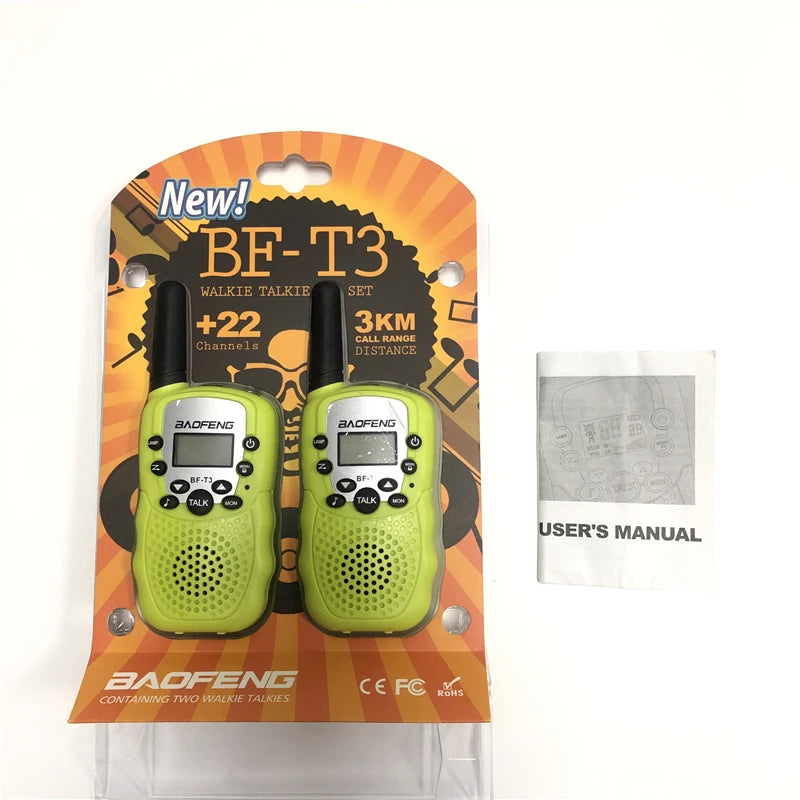 New!
BF-T3
WALKIE TALKIE SET
+22
Channels
3KM
CALL RANGE
DISTANCE
BAOFENG
LAMP
Z
MENU
BF-T3
TALK
MON
BAOFENG
LAMP
Z
MENU
BF-T
TALK
MON
BAOFENG
CONTAINING TWO WALKIE TALKIES
CE FC RoHS
USER'S MANUAL